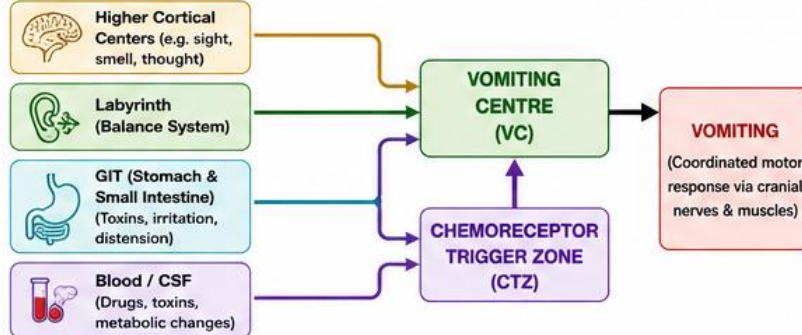 Higher Cortical
Centers (e.g. sight,
smell, thought)
Labyrinth
(Balance System)
GIT (Stomach &
Small Intestine)
(Toxins, irritation,
distension)
Blood / CSF
(Drugs, toxins,
metabolic changes)
VOMITING
CENTRE
(VC)
CHEMORECEPTOR
TRIGGER ZONE
(CTZ)
VOMITING
(Coordinated motor
response via cranial
nerves & muscles)